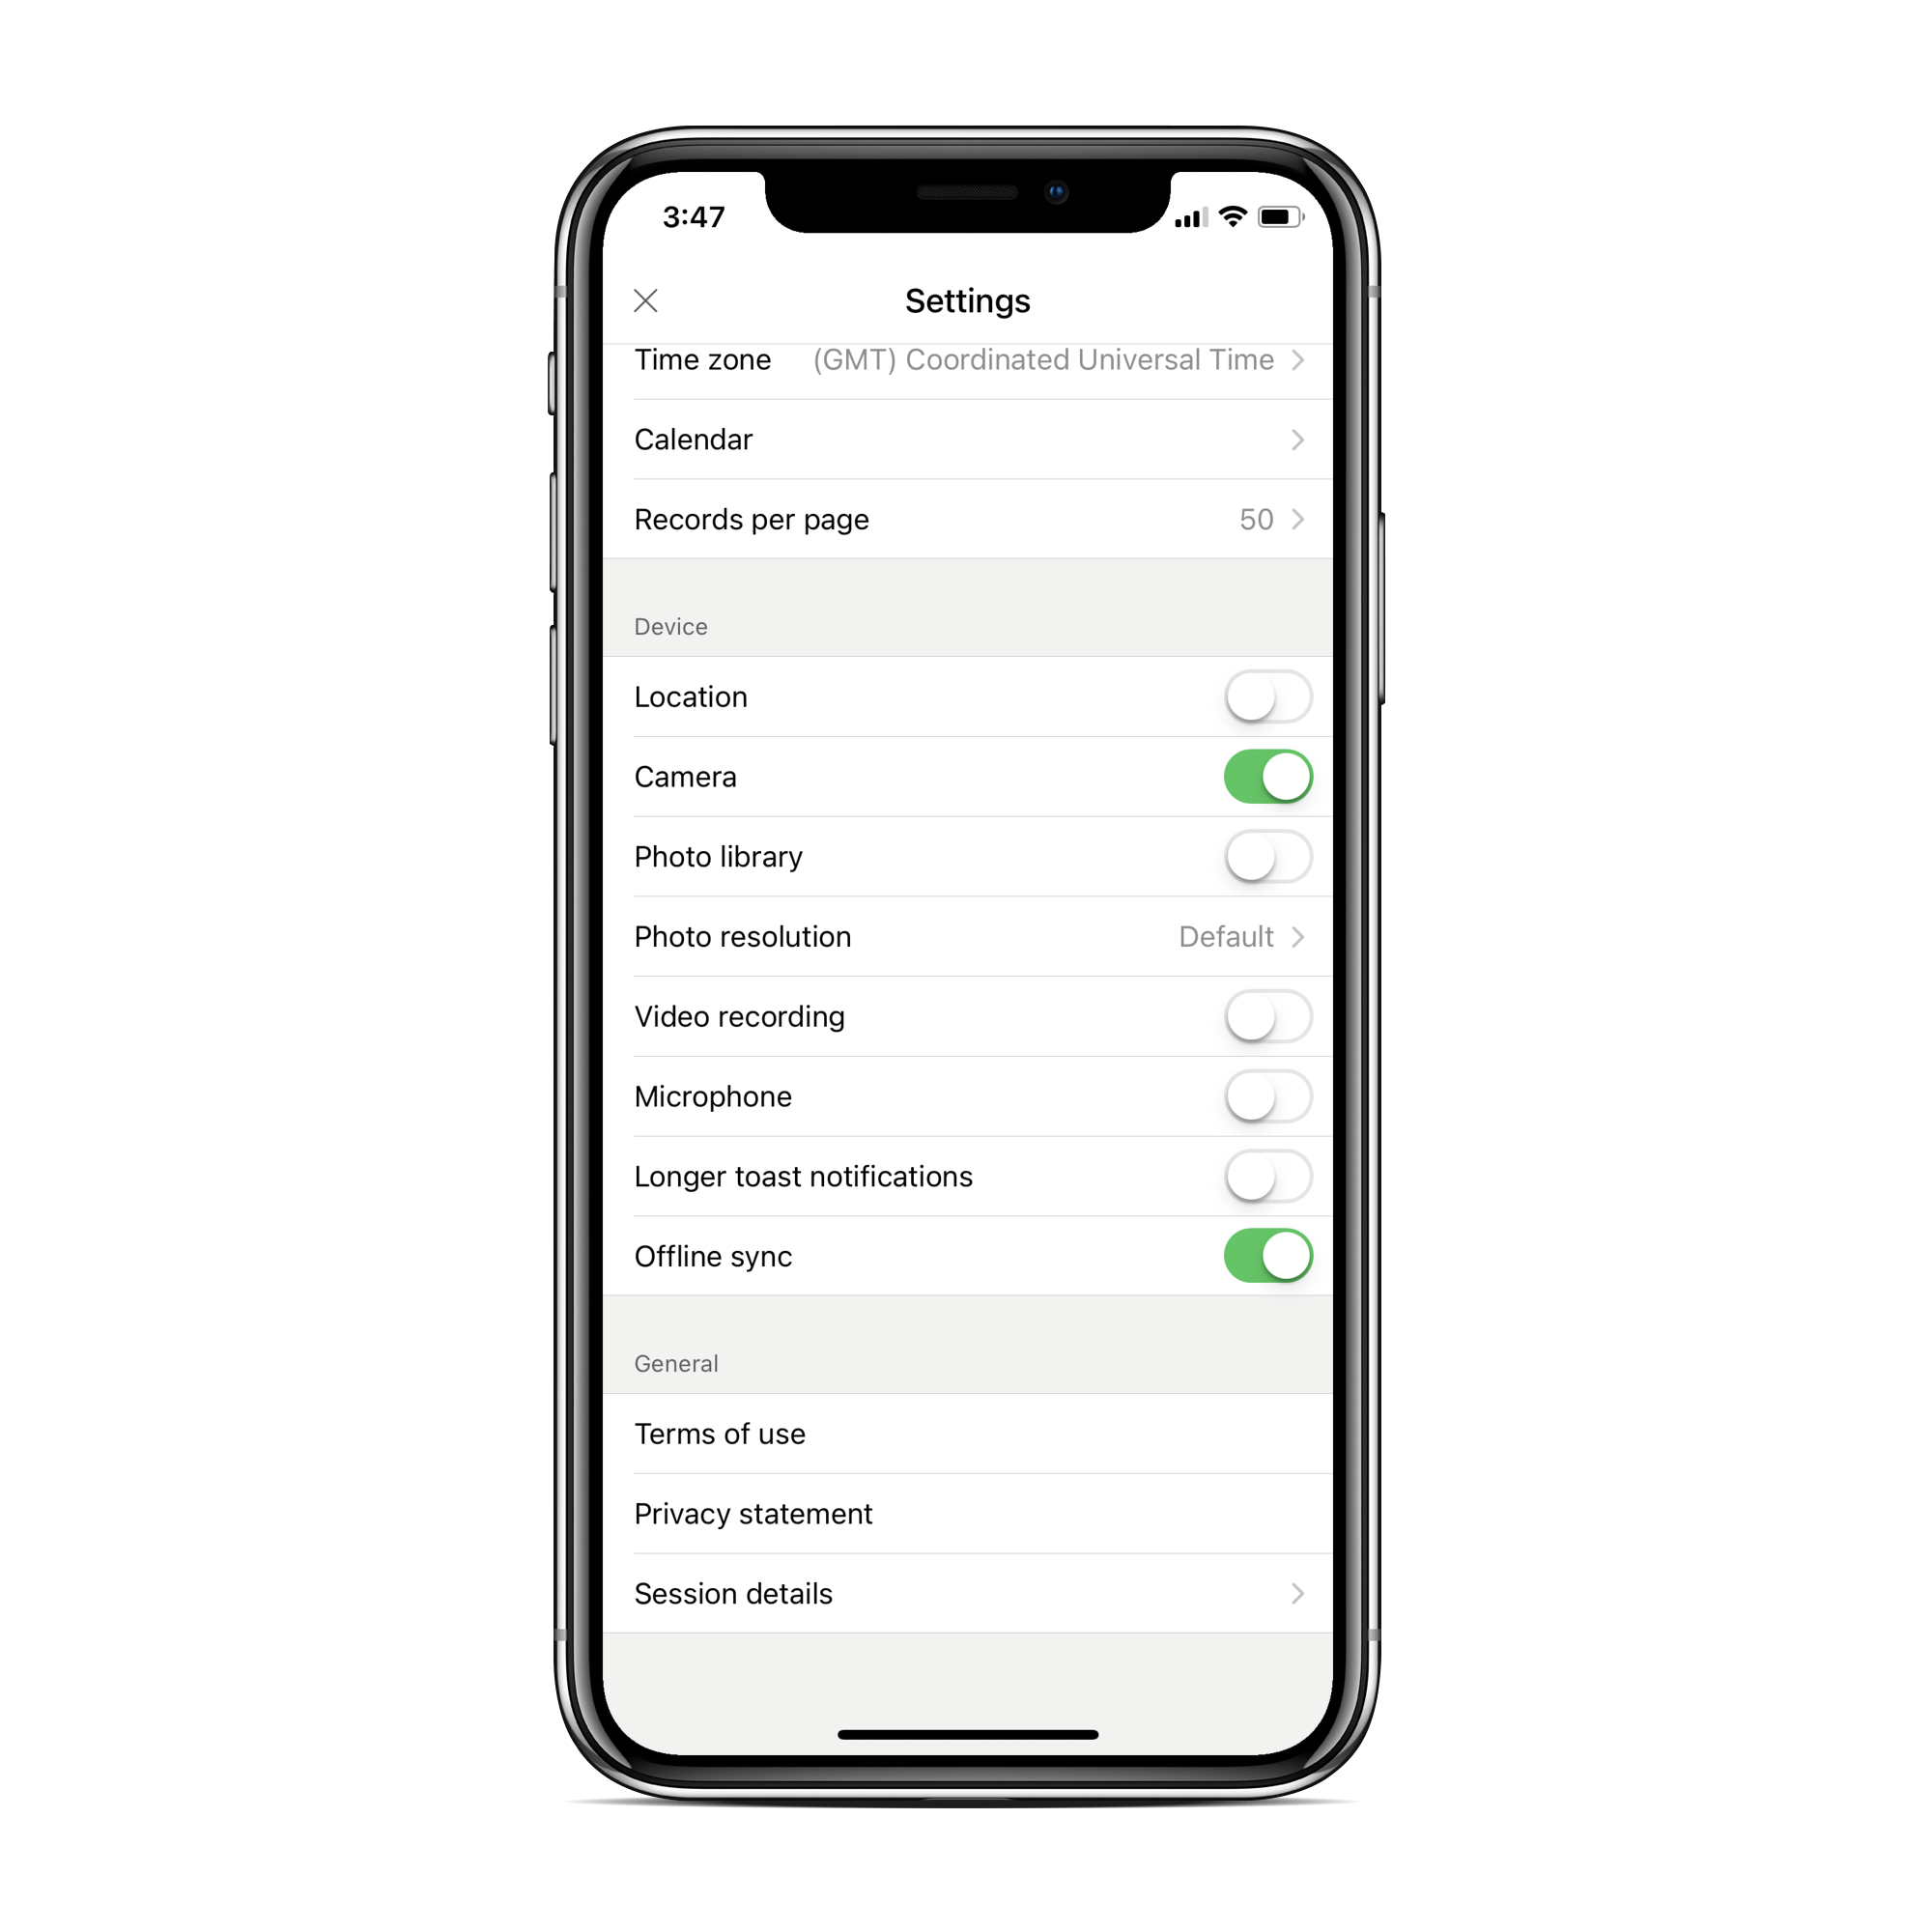 3:47
Settings
Time zone (GMT) Coordinated Universal Time
Calendar
Records per page 50
Device
Location
Camera
Photo library
Photo resolution Default
Video recording
Microphone
Longer toast notifications
Offline sync
General
Terms of use
Privacy statement
Session details